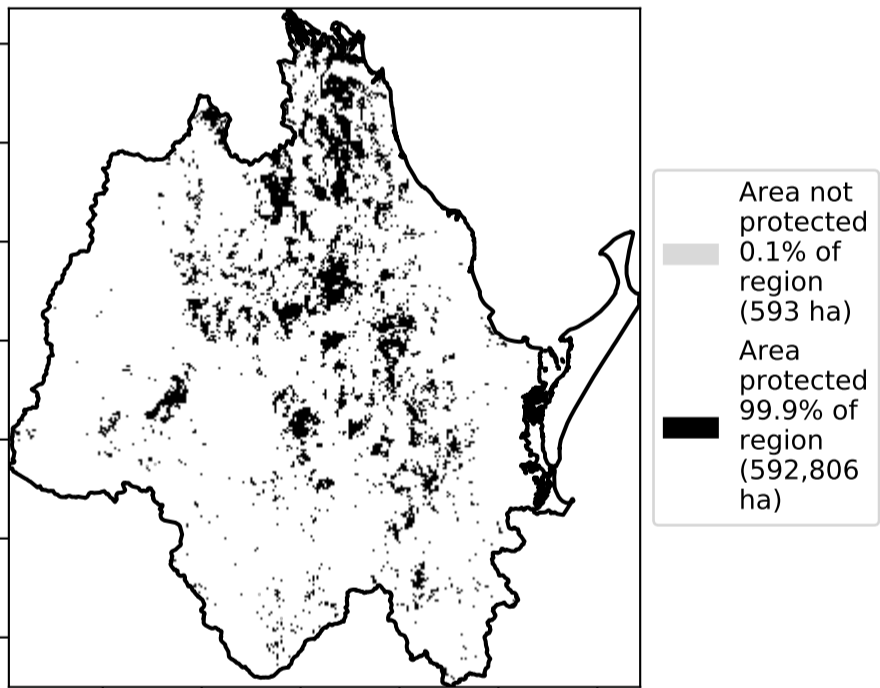 Area not
protected
0.1% of
region
(593 ha)
Area
protected
99.9% of
region
(592,806
ha)